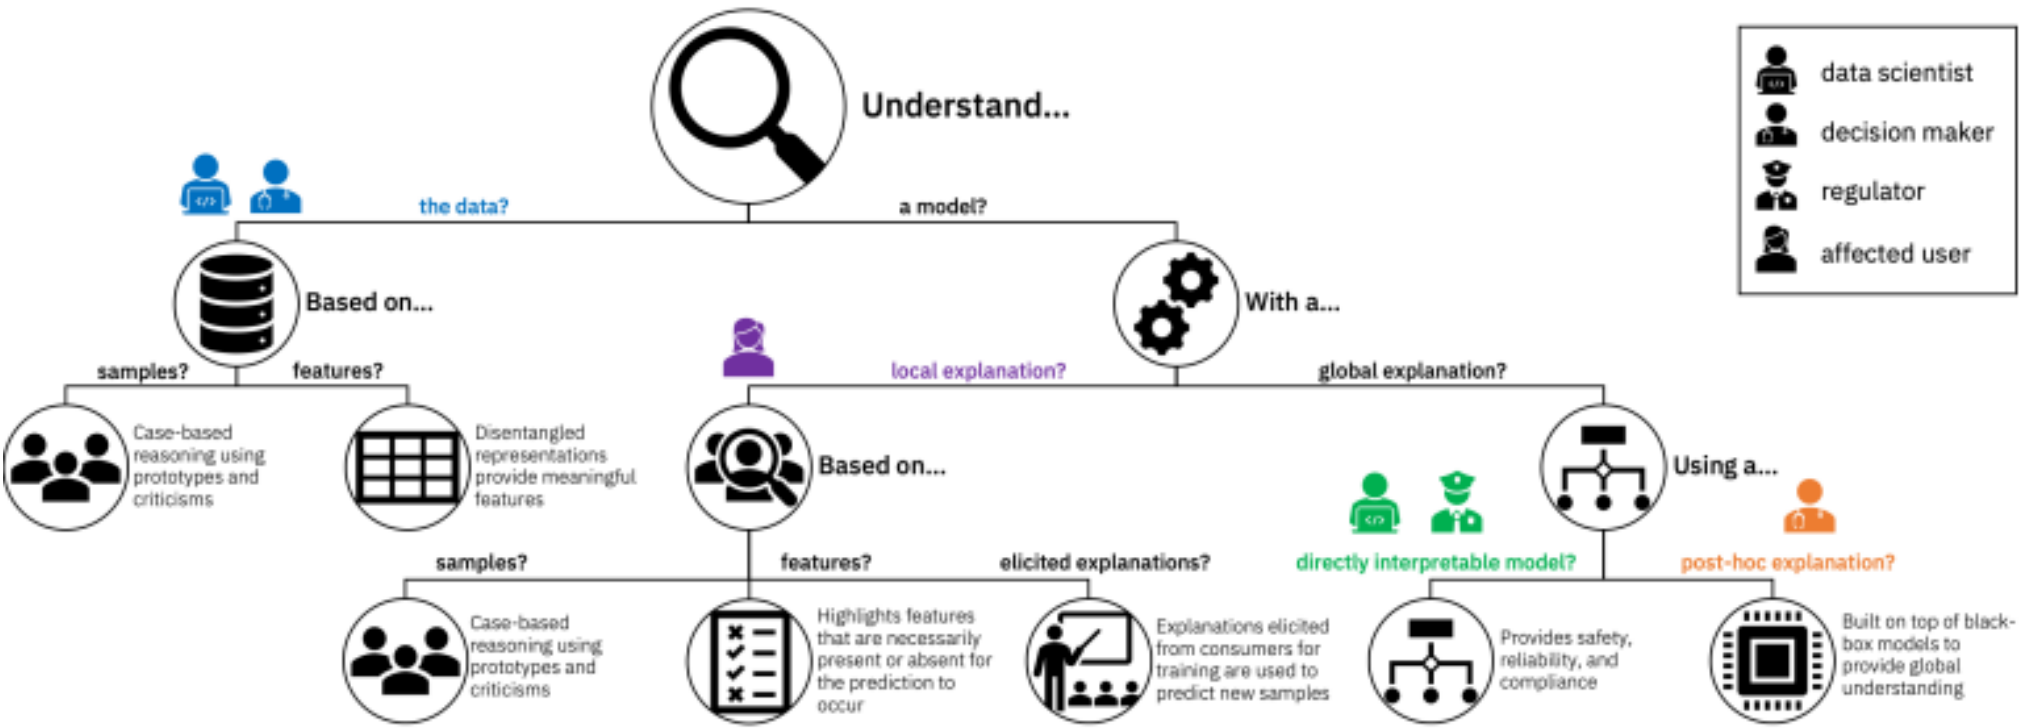 Understand...
data scientist
decision maker
regulator
affected user
the data?
a model?
Based on...
With a...
samples?
features?
local explanation?
global explanation?
Case-based
reasoning using
prototypes and
criticisms
Disentangled
representations
provide meaningful
features
Based on...
Using a...
samples?
features?
elicited explanations?
directly interpretable model?
post-hoc explanation?
Case-based
reasoning using
prototypes and
criticisms
Highlights features
that are necessarily
present or absent for
the prediction to
occur
Explanations elicited
from consumers for
training are used to
predict new samples
Provides safety,
reliability, and
compliance
Built on top of black-
box models to
provide global
understanding